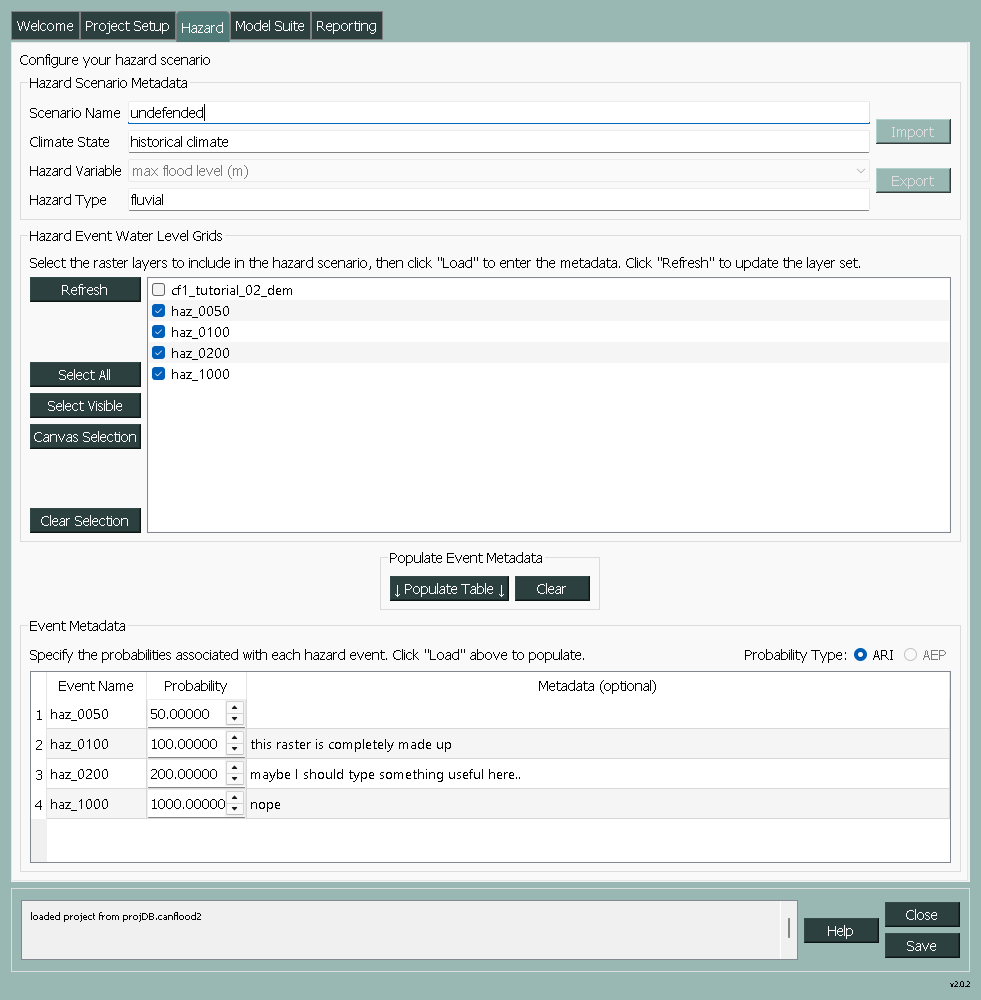 Welcome Project Setup Hazard Model Suite Reporting
Configure your hazard scenario
Hazard Scenario Metadata
Scenario Name undefended
Climate State historical climate
Hazard Variable max flood level (m)
Hazard Type fluvial
Import
Export
Hazard Event Water Level Grids
Select the raster layers to include in the hazard scenario, then click "Load" to enter the metadata. Click "Refresh" to update the layer set.
Refresh
Select All
Select Visible
Canvas Selection
Clear Selection
cf1_tutorial_02_dem
haz_0050
haz_0100
haz_0200
haz_1000
Populate Event Metadata
↓ Populate Table ↓ Clear
Event Metadata
Specify the probabilities associated with each hazard event. Click "Load" above to populate. Probability Type: ARI AEP
Event Name Probability Metadata (optional)
1 haz_0050 50.00000
2 haz_0100 100.00000 this raster is completely made up
3 haz_0200 200.00000 maybe I should type something useful here..
4 haz_1000 1000.00000 nope
loaded project from projDB.canflood2
Help
Close
Save
v2.0.2